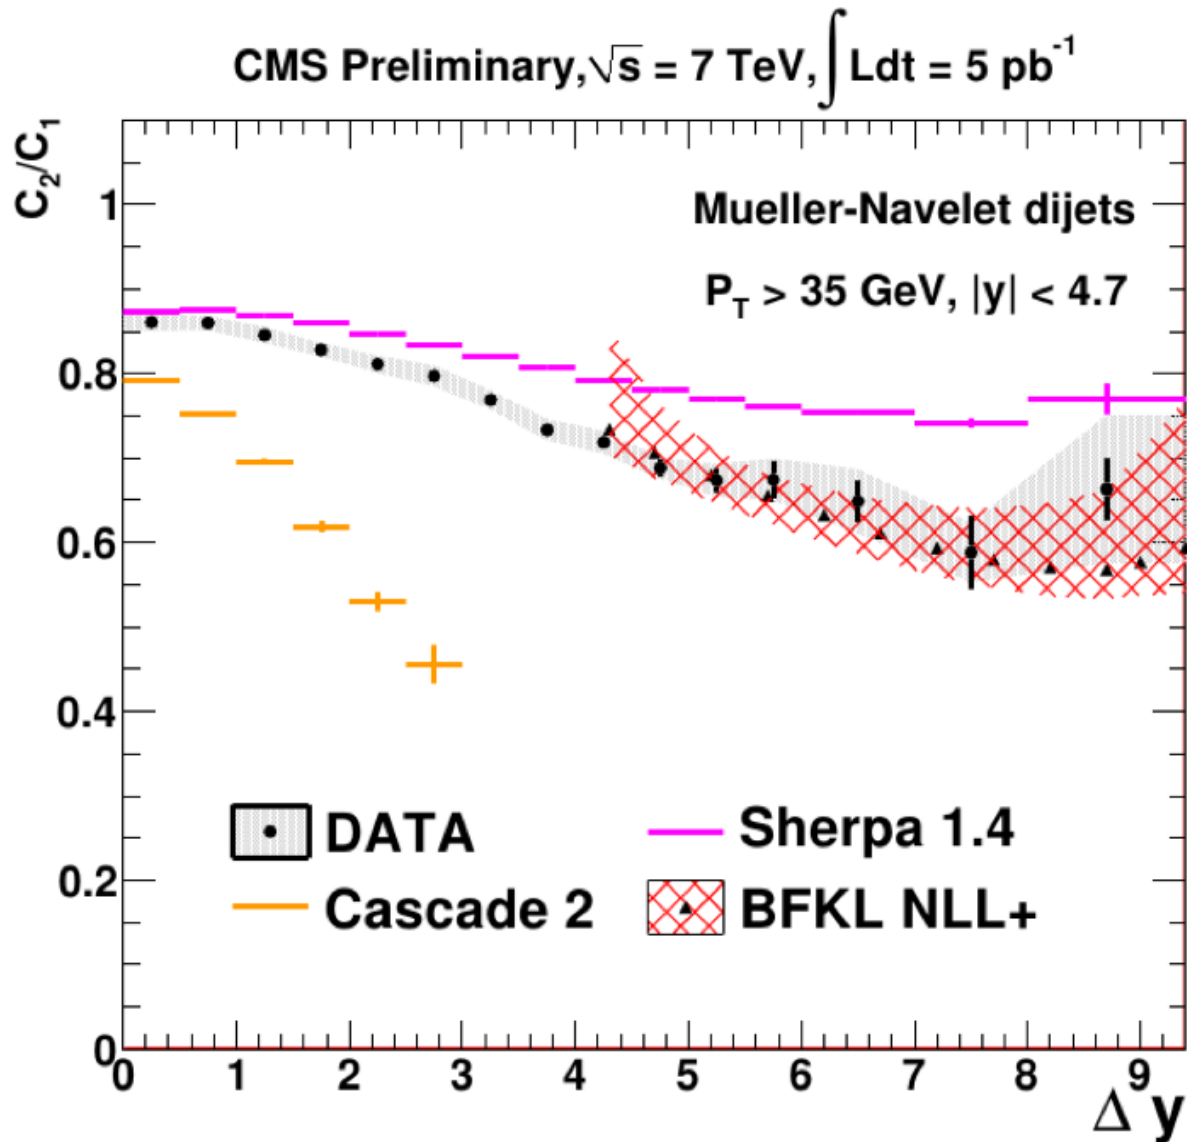 CMS Preliminary, √s = 7 TeV, ∫ Ldt = 5 pb⁻¹
C₂/C₁
Mueller-Navelet dijets
P_T > 35 GeV, |y| < 4.7
1
0.8
0.6
0.4
0.2
0
DATA
Sherpa 1.4
Cascade 2
BFKL NLL+
0 1 2 3 4 5 6 7 8 9
Δ y